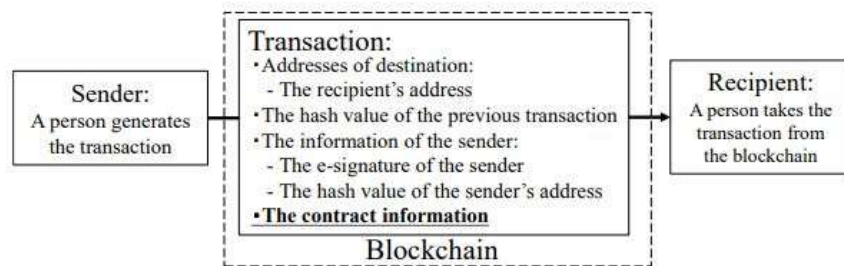 Sender:
A person generates
the transaction
Transaction:
・Addresses of destination:
- The recipient's address
・The hash value of the previous transaction
・The information of the sender:
- The e-signature of the sender
- The hash value of the sender's address
・The contract information
Blockchain
Recipient:
A person takes the
transaction from
the blockchain